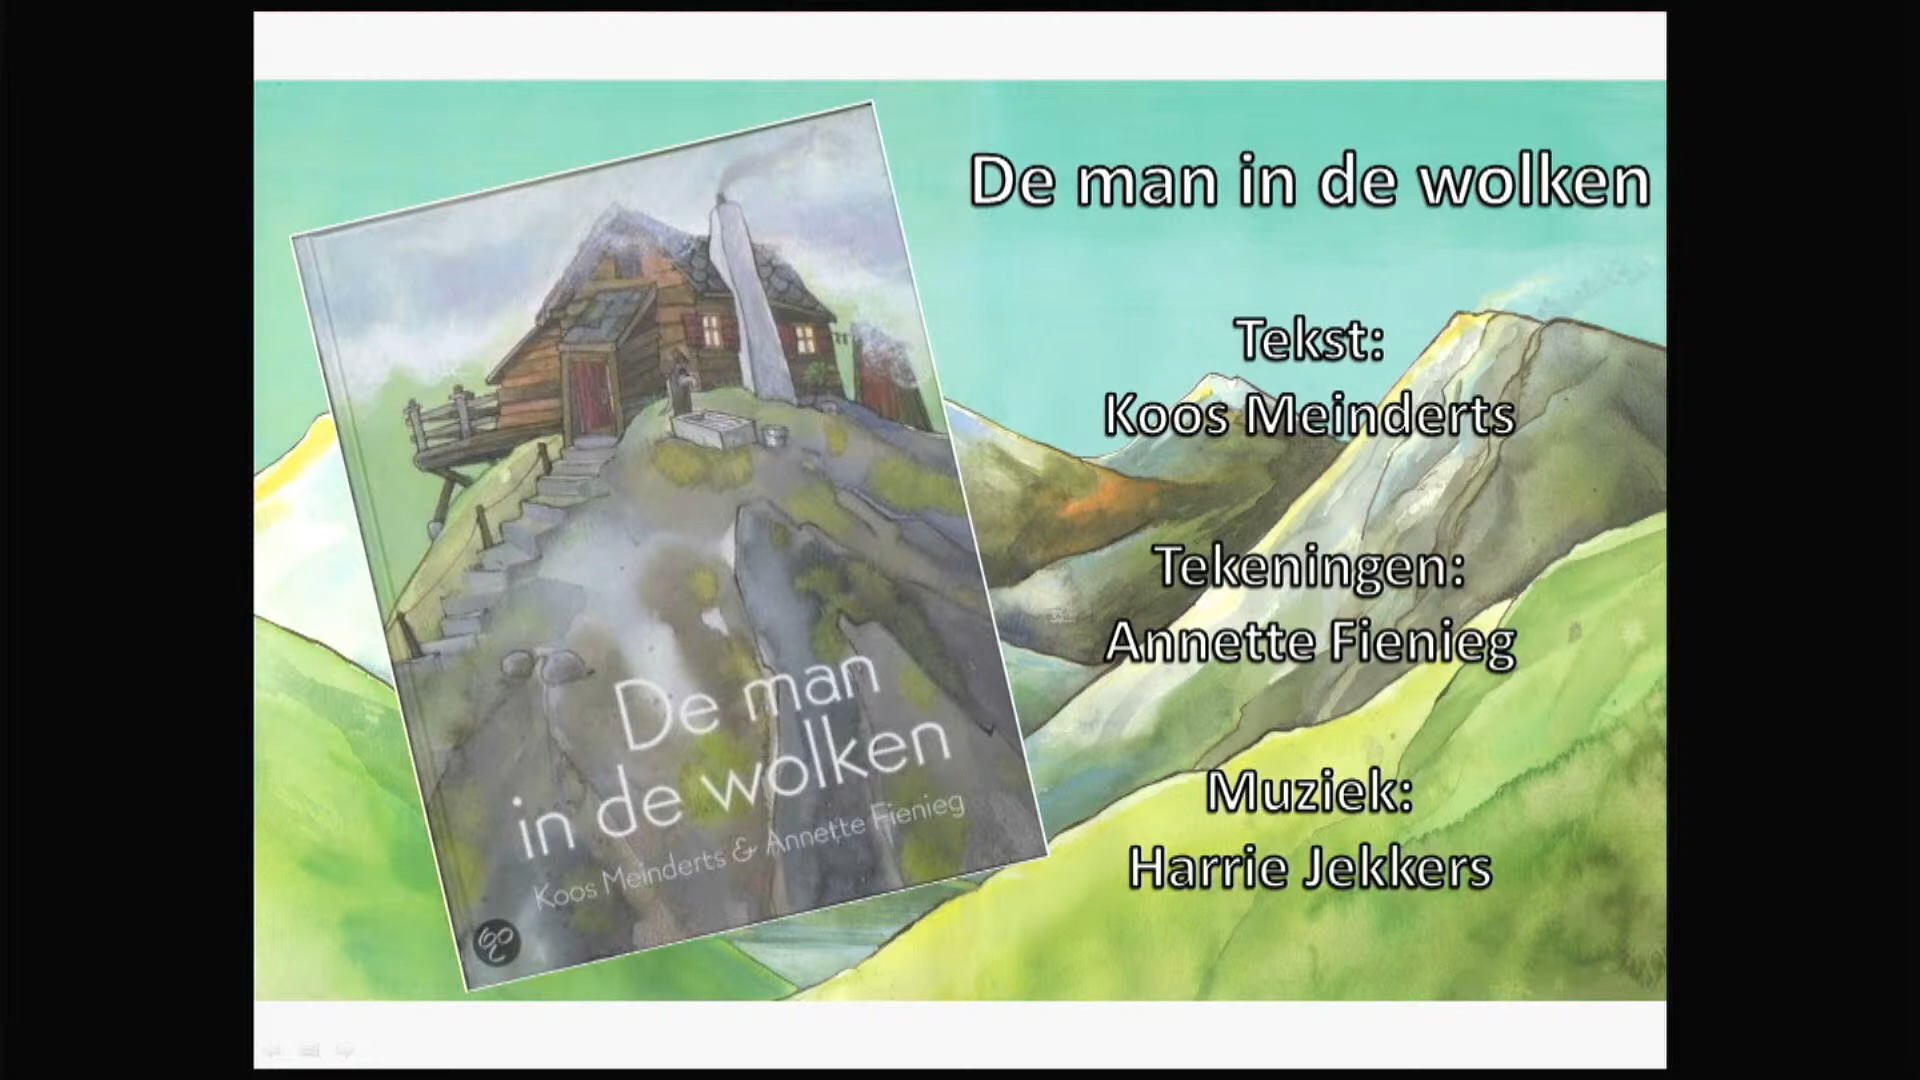 De man in de wolken
Tekst:
Koos Meinderts
Tekeningen:
Annette Fienieg
Muziek:
Harrie Jekkers
De man
in de wolken
Koos Meinderts & Annette Fienieg